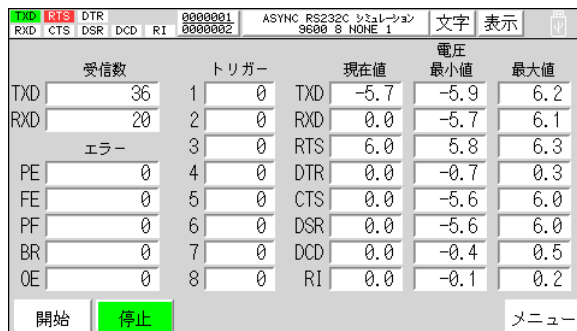 TXD RTS DTR 0000001 ASYNC RS232C シミュレーション 文字 表示
RXD CTS DSR DCD RI 0000002 9600 8 NONE 1
電圧
受信数 トリガー 現在値 最小値 最大値
TXD 36 1 0 TXD -5.7 -5.9 6.2
RXD 20 2 0 RXD 0.0 -5.7 6.1
エラー 3 0 RTS 6.0 5.8 6.3
PE 0 4 0 DTR 0.0 -0.7 0.3
FE 0 5 0 CTS 0.0 -5.6 6.0
PF 0 6 0 DSR 0.0 -5.6 6.0
BR 0 7 0 DCD 0.0 -0.4 0.5
OE 0 8 0 RI 0.0 -0.1 0.2
開始 停止 メニュー